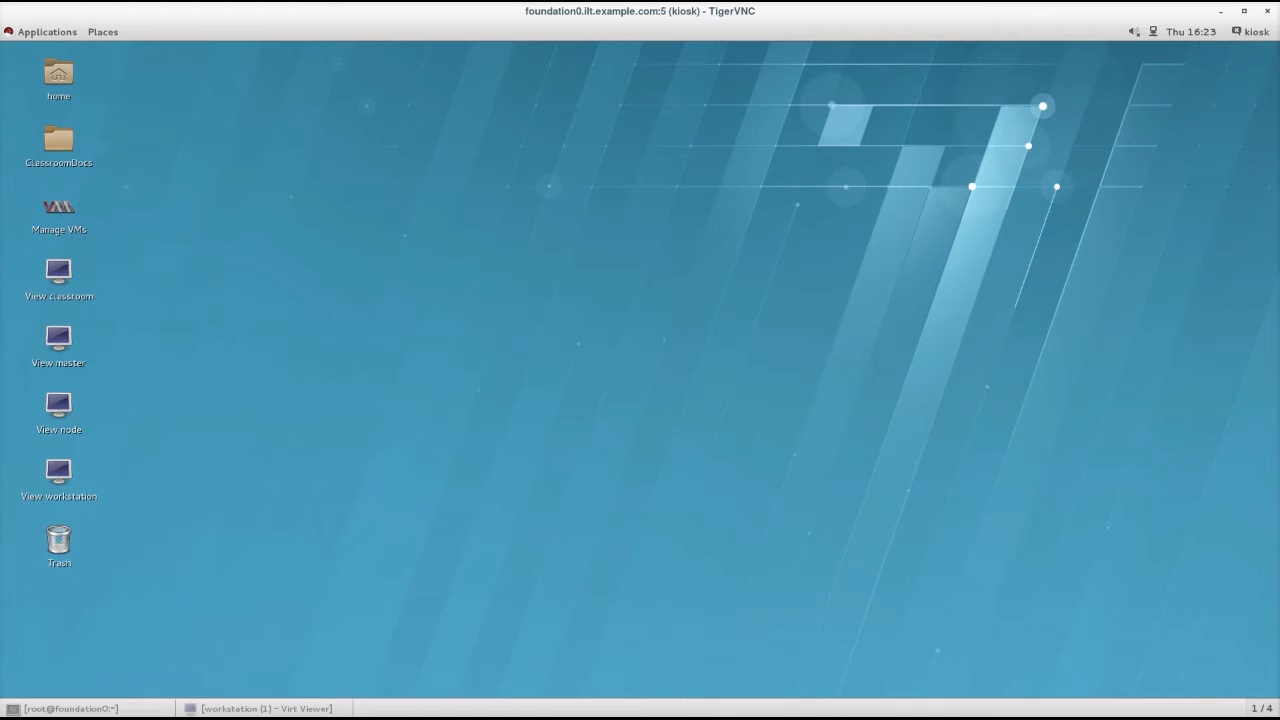 foundation0.ilt.example.com:5 (kiosk) - TigerVNC
Applications Places Thu 16:23 kiosk
home
ClassroomDocs
Manage VMs
View classroom
View master
View node
View workstation
Trash
[root@foundation0:~] [workstation (1) - Virt Viewer] 1 / 4